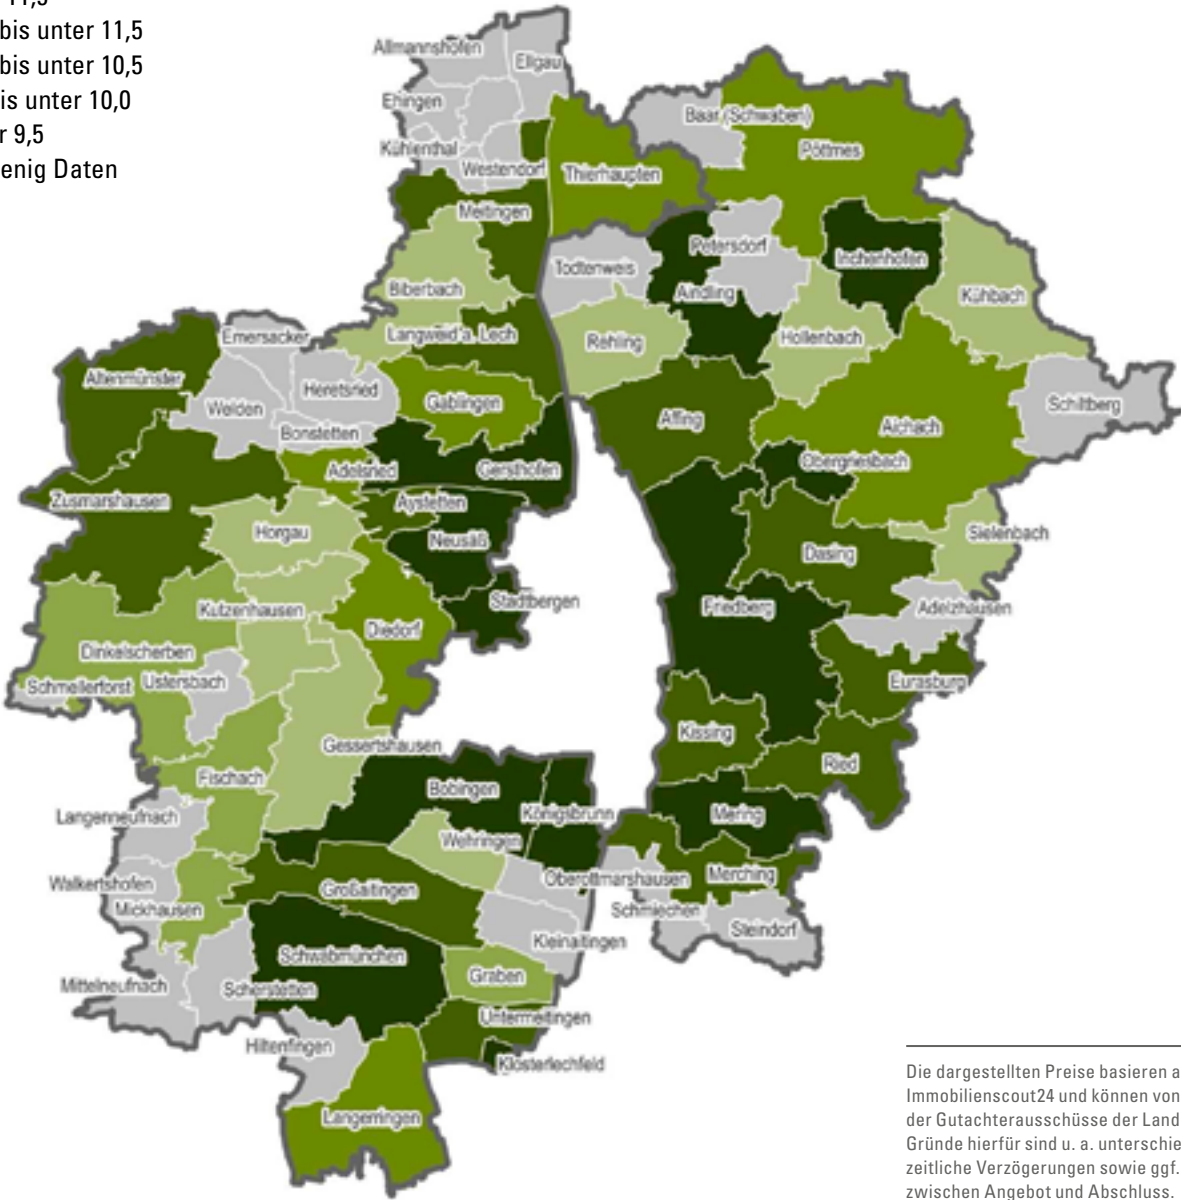 11,5
bis unter 11,5
bis unter 10,5
is unter 10,0
r 9,5
enig Daten
Allmannshofen
Ellgau
Ehingen
Baar (Schwaben)
Kühlenthal
Pöttmes
Westendorf
Thierhaupten
Meitingen
Petersdorf
Inchenhofen
Todtenweis
Biberbach
Aindling
Kühbach
Emersacker
Langweid a. Lech
Rehling
Hollenbach
Altenmünster
Heretsried
Welden
Gablingen
Schiltberg
Affing
Aichach
Bonstetten
Adelsried
Gersthofen
Obergriesbach
Zusmarshausen
Aystetten
Horgau
Neusäß
Sielenbach
Dasing
Kutzenhausen
Stadtbergen
Friedberg
Adelzhausen
Diedorf
Dinkelscherben
Schmellerforst
Ustersbach
Eurasburg
Kissing
Gessertshausen
Ried
Fischach
Bobingen
Langenneufnach
Königsbrunn
Mering
Wehringen
Walkertshofen
Großaitingen
Oberottmarshausen
Merching
Mickhausen
Schmiechen
Steindorf
Kleinaitingen
Schwabmünchen
Graben
Mittelneufnach
Scherstetten
Untermeitingen
Hiltenfingen
Klosterlechfeld
Langerringen
Die dargestellten Preise basieren a
Immobilienscout24 und können von
der Gutachterausschüsse der Land
Gründe hierfür sind u. a. unterschie
zeitliche Verzögerungen sowie ggf.
zwischen Angebot und Abschluss.